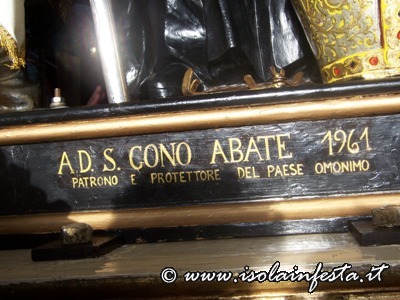 A.D. S. CONO ABATE 1961
PATRONO E PROTETTORE DEL PAESE OMONIMO
© www.isolainfesta.it